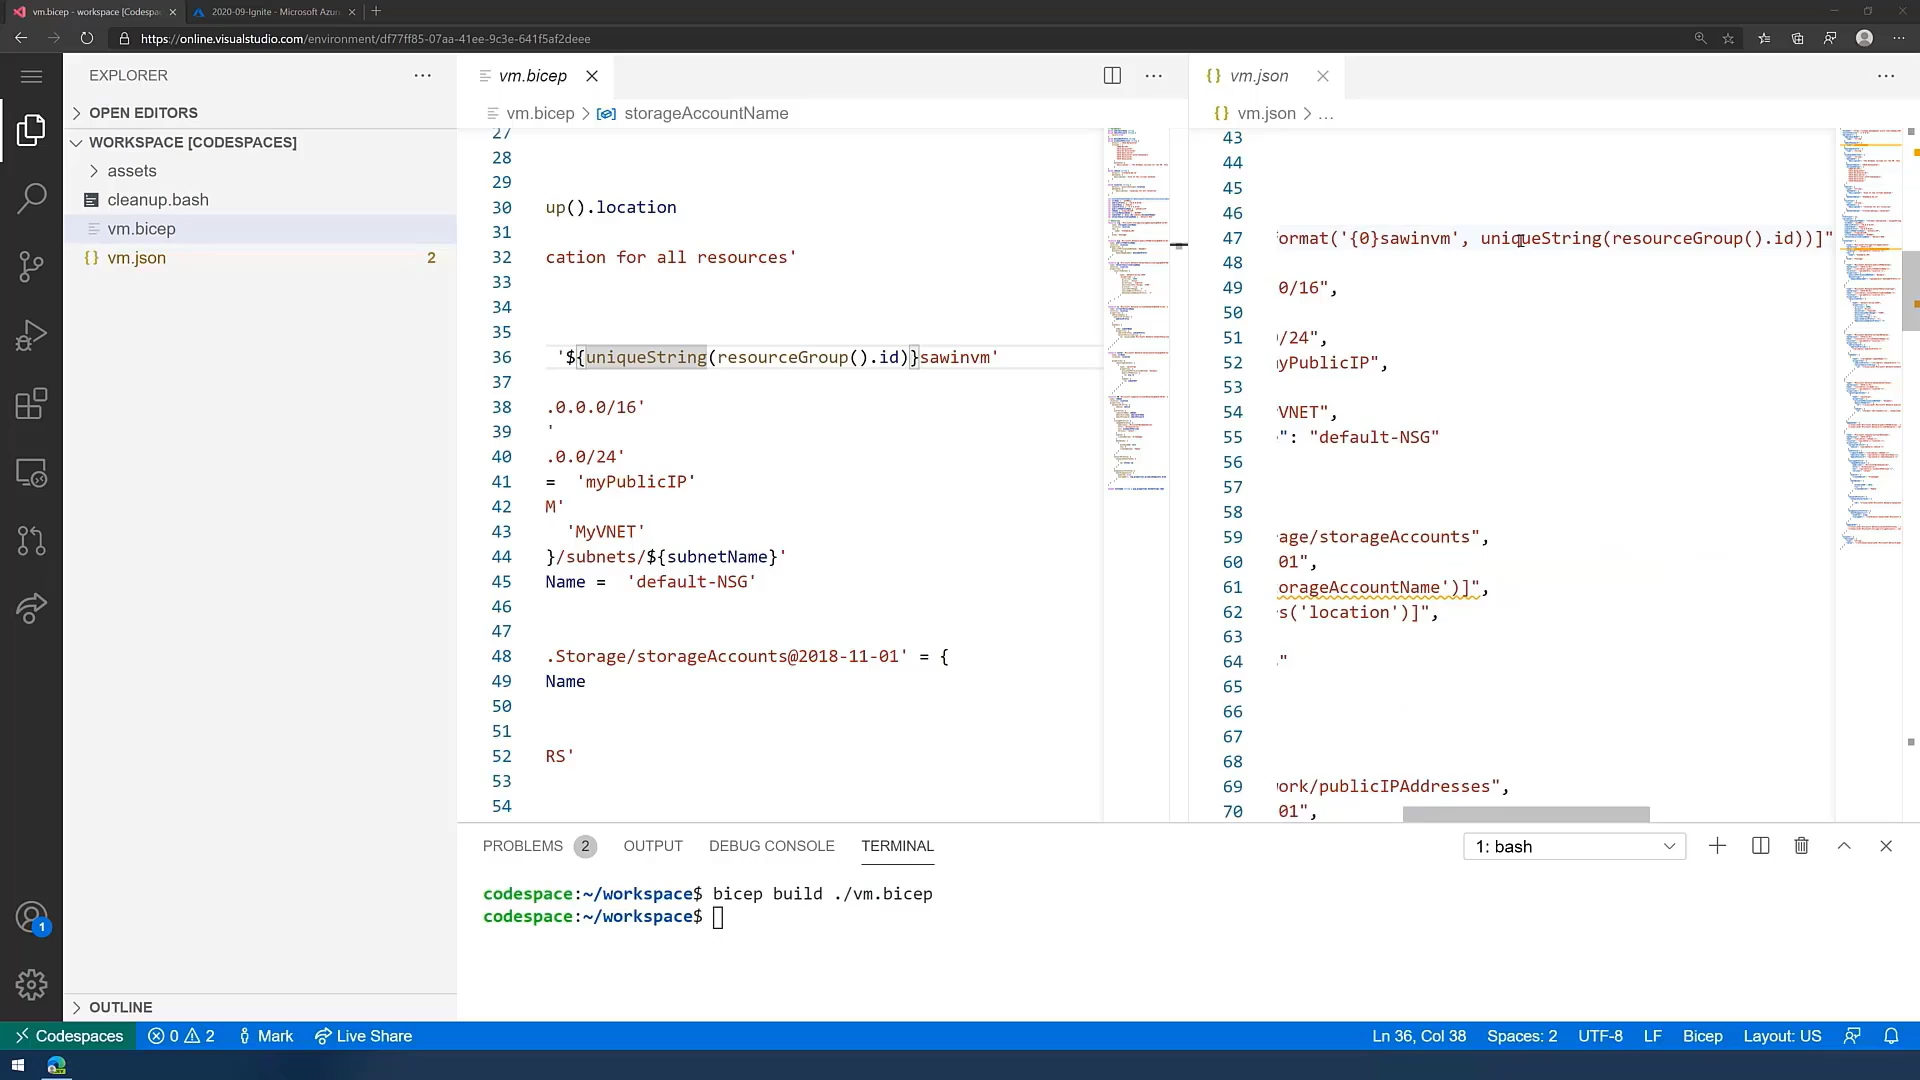 vm.bicep - workspace [Codespa
2020-09-Ignite - Microsoft Azur
https://online.visualstudio.com/environment/df77ff85-07aa-41ee-9c3e-641f5af2deee
EXPLORER
OPEN EDITORS
WORKSPACE [CODESPACES]
assets
cleanup.bash
vm.bicep
vm.json 2
OUTLINE
vm.bicep
vm.bicep > storageAccountName
27
28
29
30 up().location
31
32 cation for all resources'
33
34
35
36 '${uniqueString(resourceGroup().id)}sawinvm'
37
38 .0.0.0/16'
39 '
40 .0.0/24'
41 = 'myPublicIP'
42 M'
43 'MyVNET'
44 }/subnets/${subnetName}'
45 Name = 'default-NSG'
46
47
48 .Storage/storageAccounts@2018-11-01' = {
49 Name
50
51
52 RS'
53
54
vm.json
vm.json > ...
43
44
45
46
47 ormat('{0}sawinvm', uniqueString(resourceGroup().id))]"
48
49 0/16",
50
51 /24",
52 yPublicIP",
53
54 VNET",
55 ": "default-NSG"
56
57
58
59 age/storageAccounts",
60 01",
61 orageAccountName')]",
62 s('location')]",
63
64 "
65
66
67
68
69 ork/publicIPAddresses",
70 01",
PROBLEMS 2 OUTPUT DEBUG CONSOLE TERMINAL
1: bash
codespace:~/workspace$ bicep build ./vm.bicep
codespace:~/workspace$
1
Codespaces 0 2 Mark Live Share
Ln 36, Col 38 Spaces: 2 UTF-8 LF Bicep Layout: US